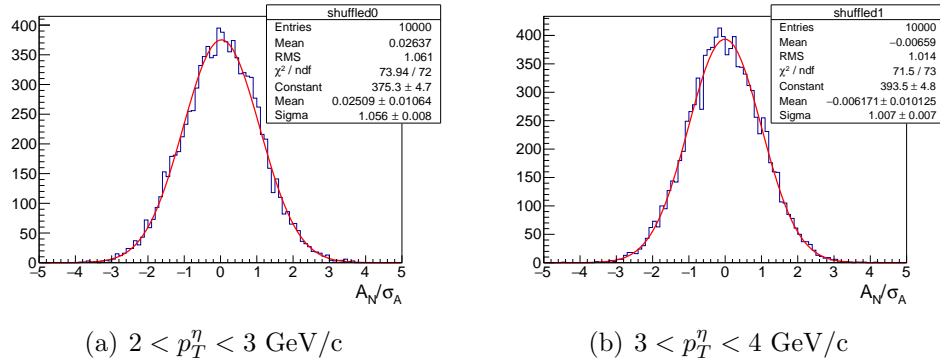 shuffled0
Entries 10000
Mean 0.02637
RMS 1.061
χ² / ndf 73.94 / 72
Constant 375.3 ± 4.7
Mean 0.02509 ± 0.01064
Sigma 1.056 ± 0.008
400
350
300
250
200
150
100
50
0
−5 −4 −3 −2 −1 0 1 2 3 4 5
A_N/σ_A
(a) 2 < p_T^η < 3 GeV/c
shuffled1
Entries 10000
Mean −0.00659
RMS 1.014
χ² / ndf 71.5 / 73
Constant 393.5 ± 4.8
Mean −0.006171 ± 0.010125
Sigma 1.007 ± 0.007
400
350
300
250
200
150
100
50
0
−5 −4 −3 −2 −1 0 1 2 3 4 5
A_N/σ_A
(b) 3 < p_T^η < 4 GeV/c